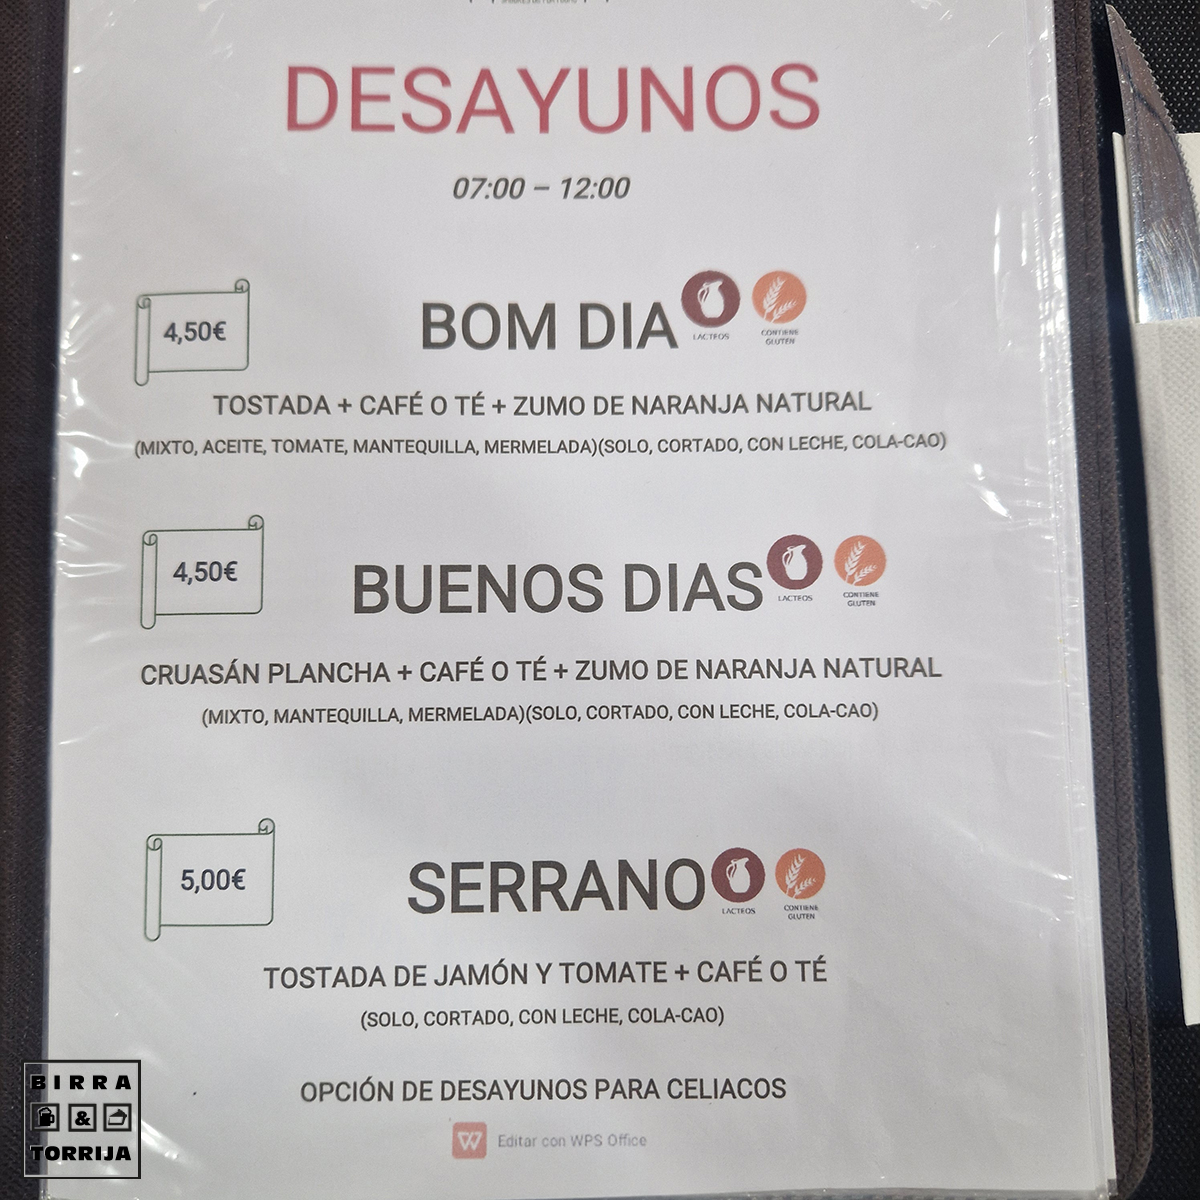 DESAYUNOS
07:00 – 12:00
4,50€
BOM DIA
LACTEOS
CONTIENE
GLUTEN
TOSTADA + CAFÉ O TÉ + ZUMO DE NARANJA NATURAL
(MIXTO, ACEITE, TOMATE, MANTEQUILLA, MERMELADA)(SOLO, CORTADO, CON LECHE, COLA-CAO)
4,50€
BUENOS DIAS
LACTEOS
CONTIENE
GLUTEN
CRUASÁN PLANCHA + CAFÉ O TÉ + ZUMO DE NARANJA NATURAL
(MIXTO, MANTEQUILLA, MERMELADA)(SOLO, CORTADO, CON LECHE, COLA-CAO)
5,00€
SERRANO
LACTEOS
CONTIENE
GLUTEN
TOSTADA DE JAMÓN Y TOMATE + CAFÉ O TÉ
(SOLO, CORTADO, CON LECHE, COLA-CAO)
OPCIÓN DE DESAYUNOS PARA CELIACOS
Editar con WPS Office
BIRRA
&
TORRIJA